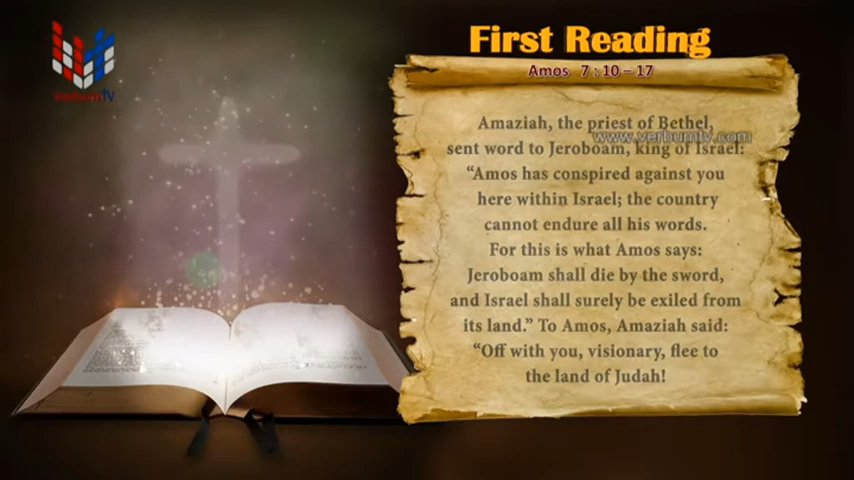 VerbumTV
First Reading
Amos 7 : 10 – 17
Amaziah, the priest of Bethel,
www.verbumtv.com
sent word to Jeroboam, king of Israel:
“Amos has conspired against you
here within Israel; the country
cannot endure all his words.
For this is what Amos says:
Jeroboam shall die by the sword,
and Israel shall surely be exiled from
its land.” To Amos, Amaziah said:
“Off with you, visionary, flee to
the land of Judah!